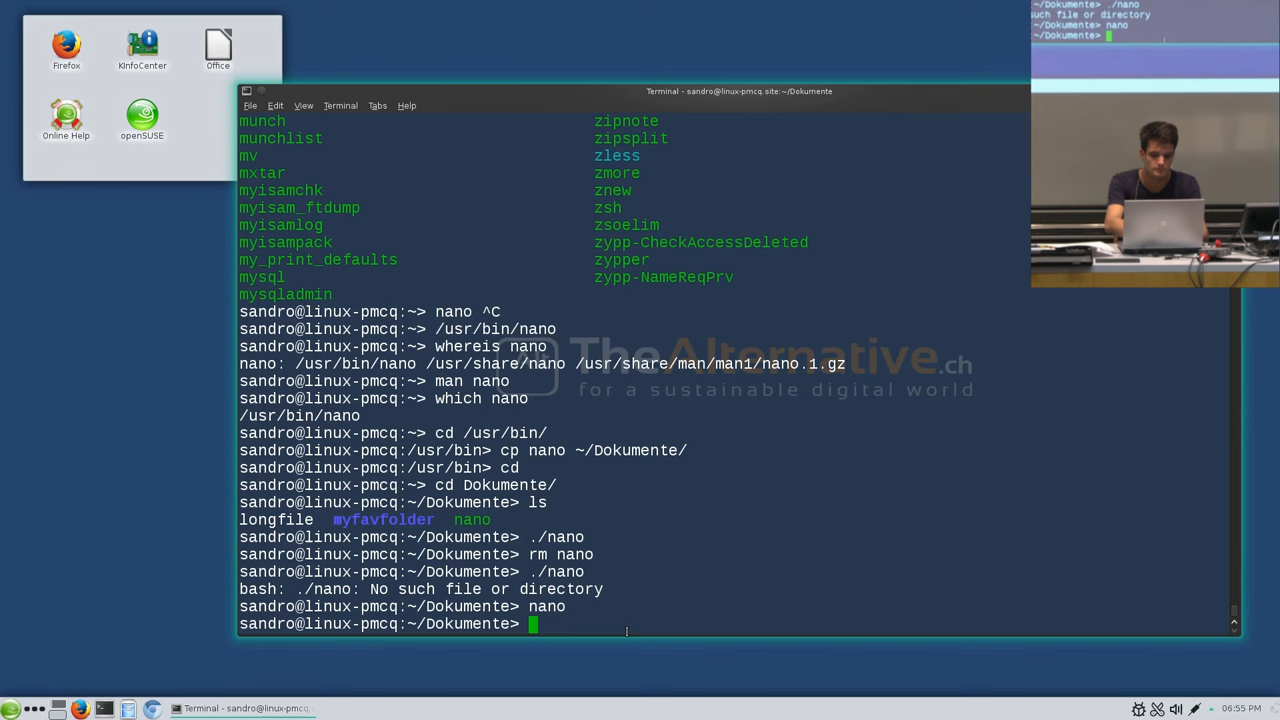 ./nano
~/Dokumente> ./nano
such file or directory
~/Dokumente> nano
~/Dokumente>
Firefox
KInfoCenter
Office
Online Help
openSUSE
Terminal - sandro@linux-pmcq.site:~/Dokumente
File Edit View Terminal Tabs Help
munch zipnote
munchlist zipsplit
mv zless
mxtar zmore
myisamchk znew
myisam_ftdump zsh
myisamlog zsoelim
myisampack zypp-CheckAccessDeleted
my_print_defaults zypper
mysql zypp-NameReqPrv
mysqladmin
sandro@linux-pmcq:~> nano ^C
sandro@linux-pmcq:~> /usr/bin/nano
sandro@linux-pmcq:~> whereis nano
nano: /usr/bin/nano /usr/share/nano /usr/share/man/man1/nano.1.gz
sandro@linux-pmcq:~> man nano
sandro@linux-pmcq:~> which nano
/usr/bin/nano
sandro@linux-pmcq:~> cd /usr/bin/
sandro@linux-pmcq:/usr/bin> cp nano ~/Dokumente/
sandro@linux-pmcq:/usr/bin> cd
sandro@linux-pmcq:~> cd Dokumente/
sandro@linux-pmcq:~/Dokumente> ls
longfile myfavfolder nano
sandro@linux-pmcq:~/Dokumente> ./nano
sandro@linux-pmcq:~/Dokumente> rm nano
sandro@linux-pmcq:~/Dokumente> ./nano
bash: ./nano: No such file or directory
sandro@linux-pmcq:~/Dokumente> nano
sandro@linux-pmcq:~/Dokumente>
TheAlternative.ch
for a sustainable digital world
Terminal - sandro@linux-pmcq.
06:55 PM